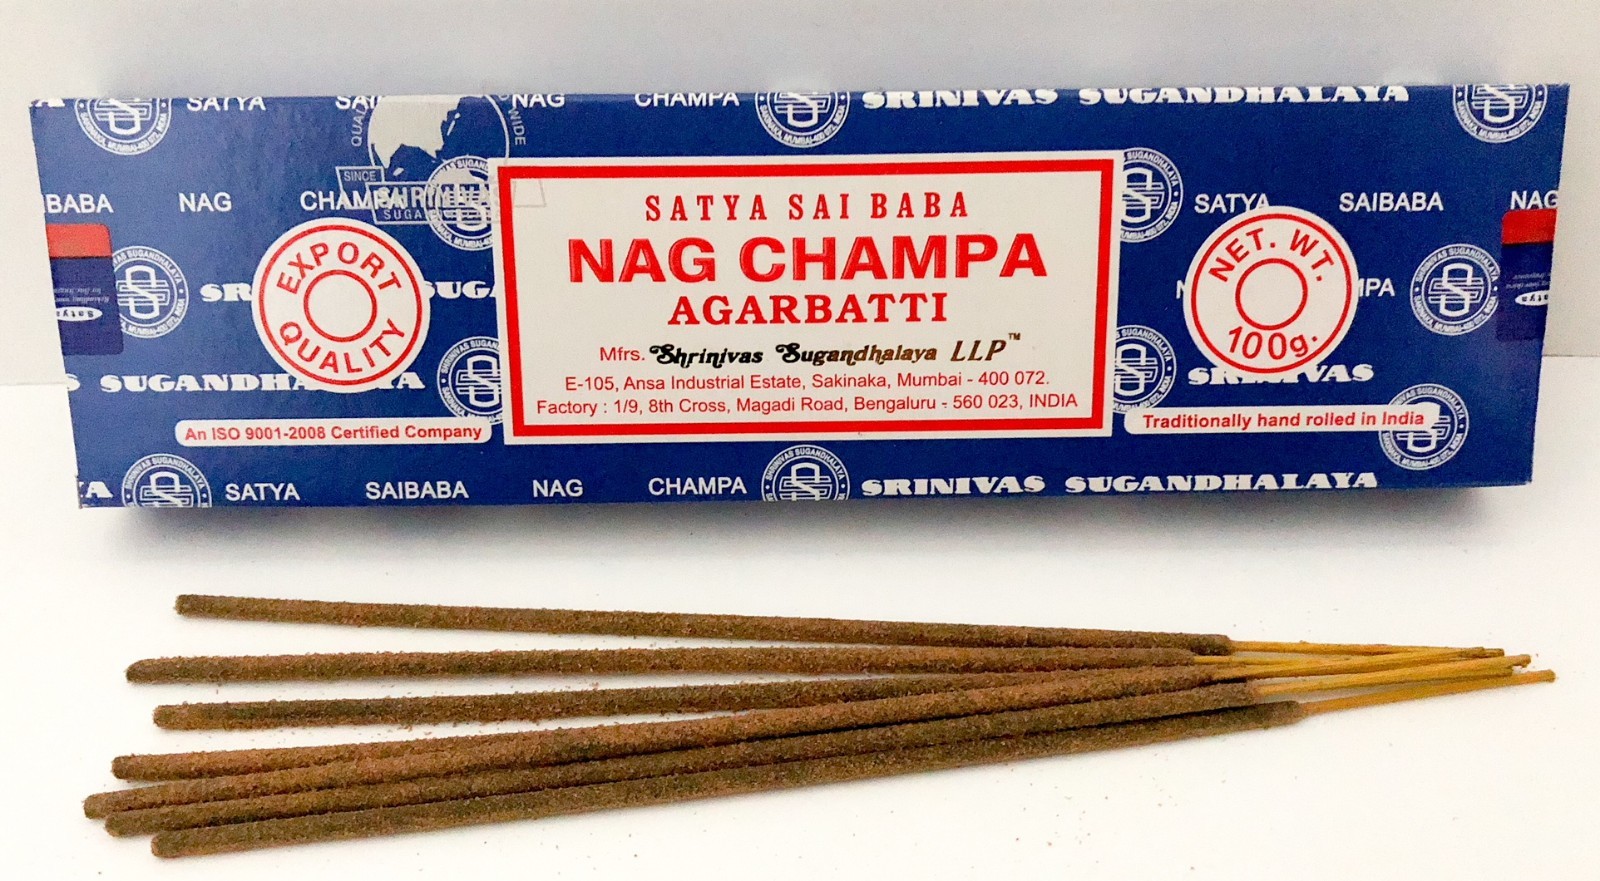 SATYA NAG CHAMPA SRINIVAS SUGANDHALAYA
BABA NAG CHAMPA SATYA SAIBABA NAG
SINCE
EXPORT QUALITY
SATYA SAI BABA
NAG CHAMPA
AGARBATTI
Mfrs. Shrinivas Sugandhalaya LLP™
E-105, Ansa Industrial Estate, Sakinaka, Mumbai - 400 072.
Factory : 1/9, 8th Cross, Magadi Road, Bengaluru - 560 023, INDIA
NET. WT.
100g.
An ISO 9001-2008 Certified Company
Traditionally hand rolled in India
SATYA SAIBABA NAG CHAMPA SRINIVAS SUGANDHALAYA